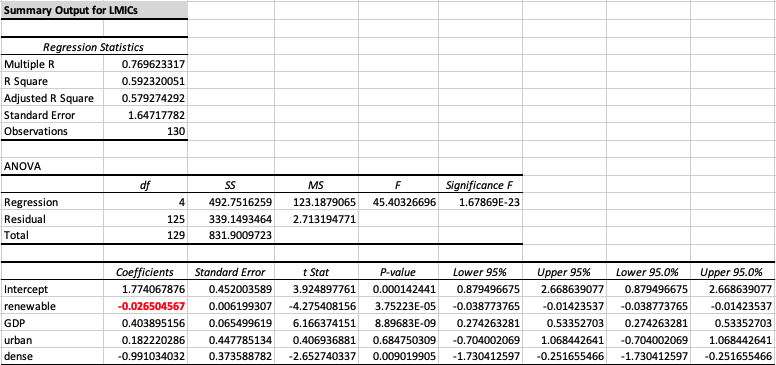 Summary Output for LMICs
Regression Statistics
Multiple R 0.769623317
R Square 0.592320051
Adjusted R Square 0.579274292
Standard Error 1.64717782
Observations 130
ANOVA
df SS MS F Significance F
Regression 4 492.7516259 123.1879065 45.40326696 1.67869E-23
Residual 125 339.1493464 2.713194771
Total 129 831.9009723
Coefficients Standard Error t Stat P-value Lower 95% Upper 95% Lower 95.0% Upper 95.0%
Intercept 1.774067876 0.452003589 3.924897761 0.000142441 0.879496675 2.668639077 0.879496675 2.668639077
renewable -0.026504567 0.006199307 -4.275408156 3.75223E-05 -0.038773765 -0.01423537 -0.038773765 -0.01423537
GDP 0.403895156 0.065499619 6.166374151 8.89683E-09 0.274263281 0.53352703 0.274263281 0.53352703
urban 0.182220286 0.447785134 0.406936881 0.684750309 -0.704002069 1.068442641 -0.704002069 1.068442641
dense -0.991034032 0.373588782 -2.652740337 0.009019905 -1.730412597 -0.251655466 -1.730412597 -0.251655466